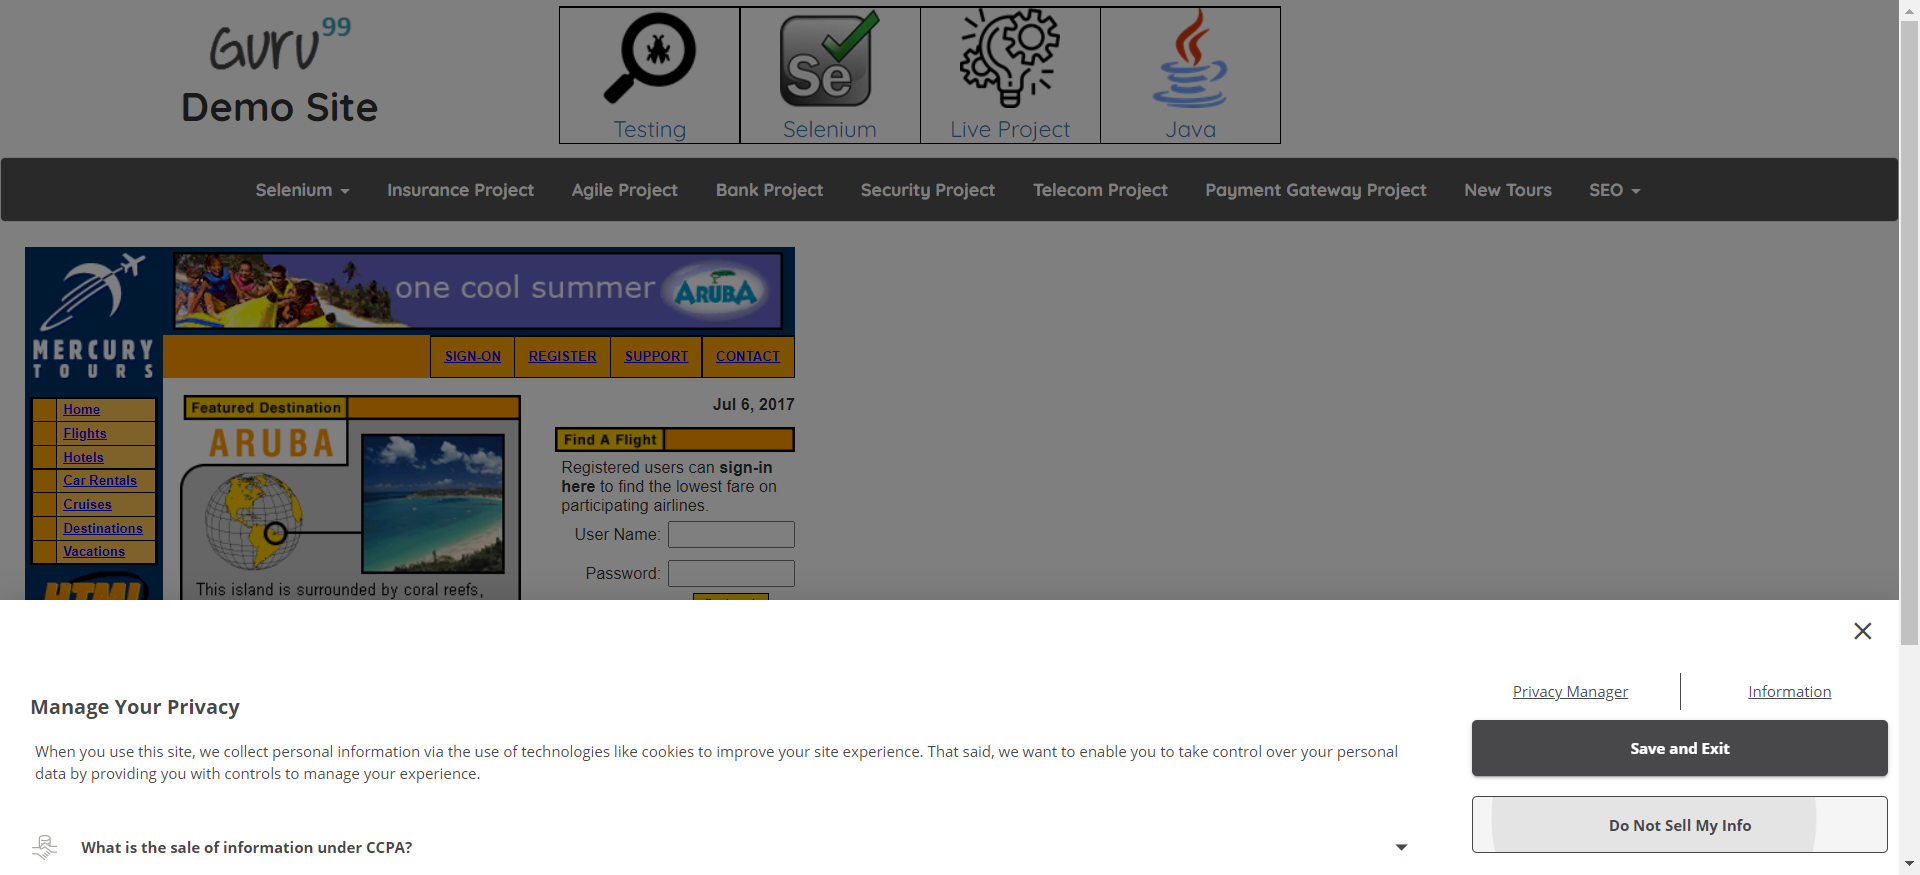 Guru99
Demo Site
Testing
Selenium
Live Project
Java
Selenium
Insurance Project
Agile Project
Bank Project
Security Project
Telecom Project
Payment Gateway Project
New Tours
SEO
one cool summer
ARUBA
MERCURY
TOURS
SIGN-ON
REGISTER
SUPPORT
CONTACT
Home
Flights
Hotels
Car Rentals
Cruises
Destinations
Vacations
HTML
Featured Destination
ARUBA
This island is surrounded by coral reefs,
Jul 6, 2017
Find A Flight
Registered users can sign-in
here to find the lowest fare on
participating airlines.
User Name:
Password:
Manage Your Privacy
When you use this site, we collect personal information via the use of technologies like cookies to improve your site experience. That said, we want to enable you to take control over your personal
data by providing you with controls to manage your experience.
What is the sale of information under CCPA?
Privacy Manager
Information
Save and Exit
Do Not Sell My Info